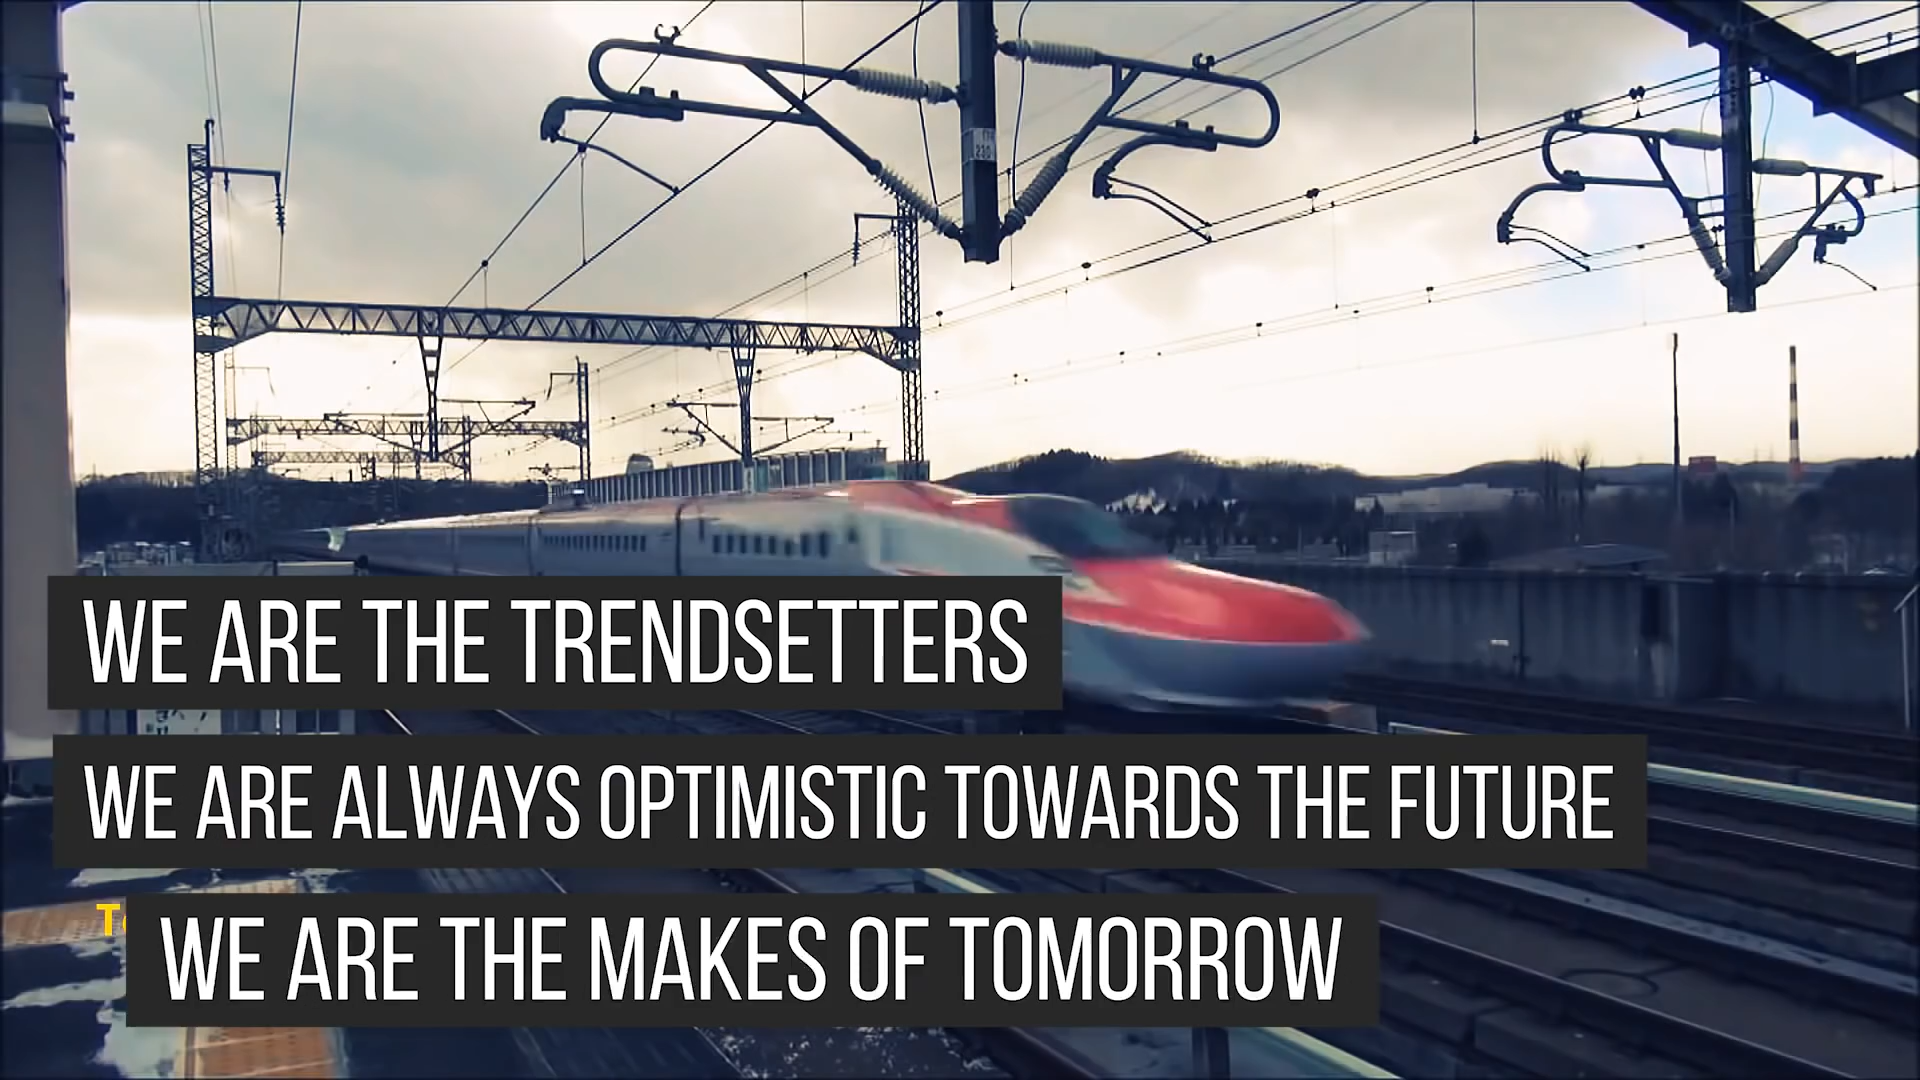 WE ARE THE TRENDSETTERS
WE ARE ALWAYS OPTIMISTIC TOWARDS THE FUTURE
WE ARE THE MAKES OF TOMORROW